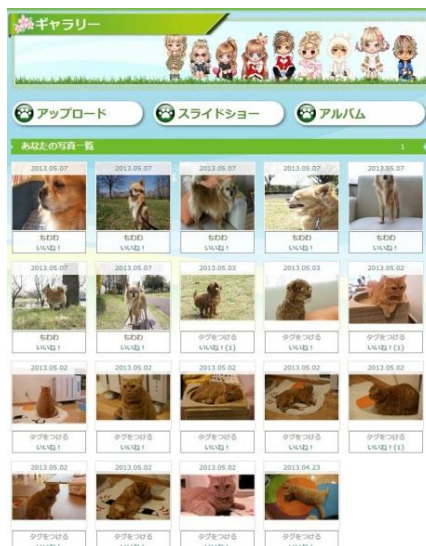 ギャラリー
アップロード
スライドショー
アルバム
あなたの写真一覧 1
2013.05.07 2013.05.07 2013.05.07 2013.05.07 2013.05.07
ちわわ ちわわ ちわわ ちわわ ちわわ
いいね! いいね! いいね! いいね! いいね!
2013.05.07 2013.05.07 2013.05.03 2013.05.03 2013.05.02
ちわわ ちわわ タグをつける タグをつける タグをつける
いいね! いいね! いいね!(1) いいね!(1) いいね!(1)
2013.05.02 2013.05.02 2013.05.02 2013.05.02 2013.05.02
タグをつける タグをつける タグをつける タグをつける タグをつける
いいね! いいね! いいね!(1) いいね!(1) いいね!(1)
2013.05.02 2013.05.02 2013.05.02 2013.04.23
タグをつける タグをつける タグをつける タグをつける